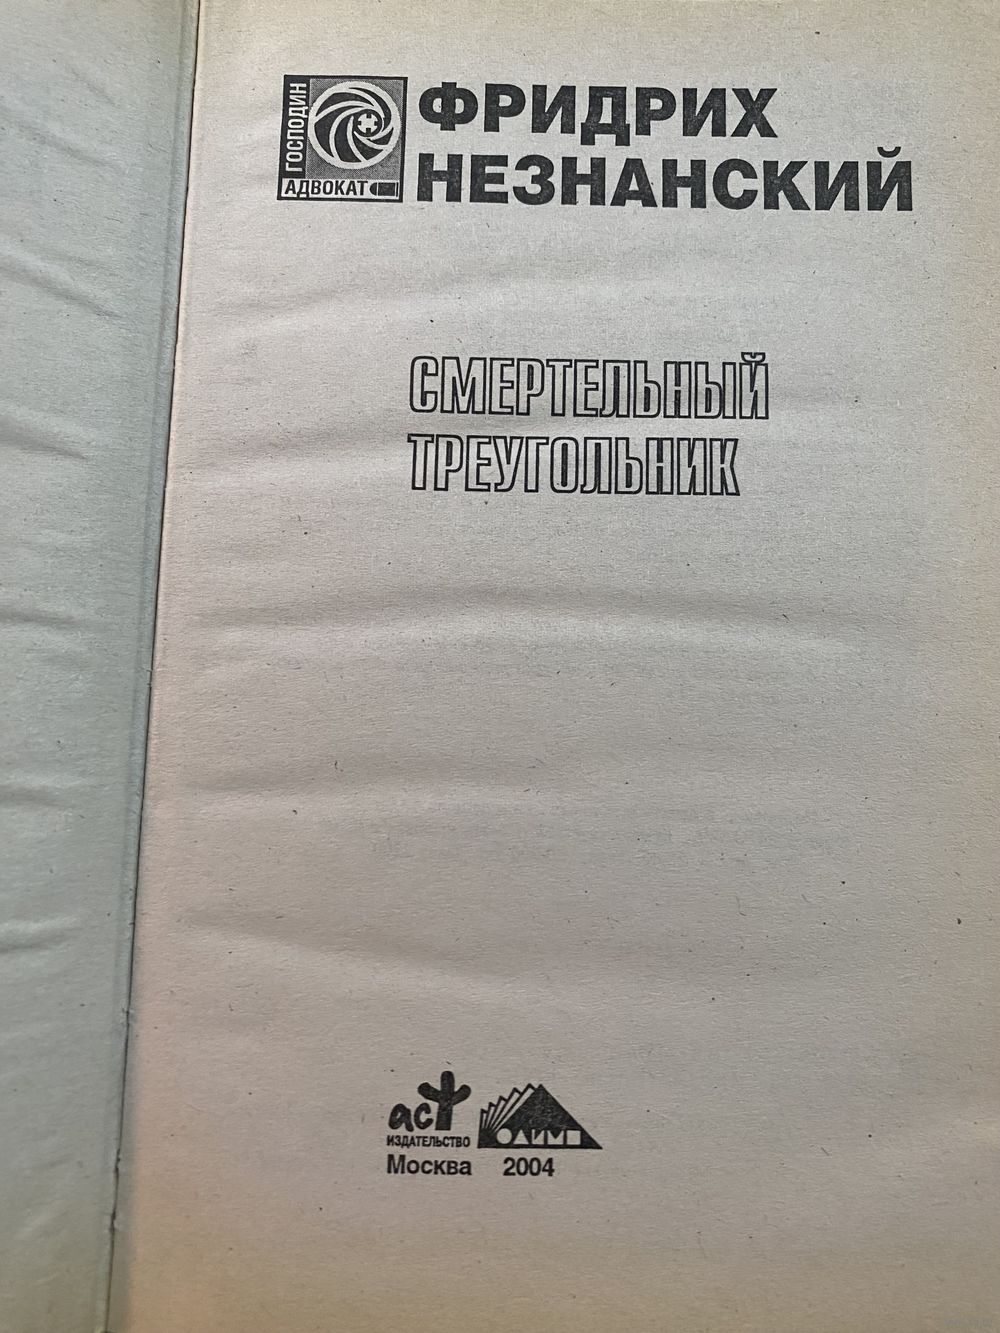 ГОСПОДИН
АДВОКАТ
ФРИДРИХ
НЕЗНАНСКИЙ
СМЕРТЕЛЬНЫЙ
ТРЕУГОЛЬНИК
аст
ИЗДАТЕЛЬСТВО
ОЛИМП
Москва 2004